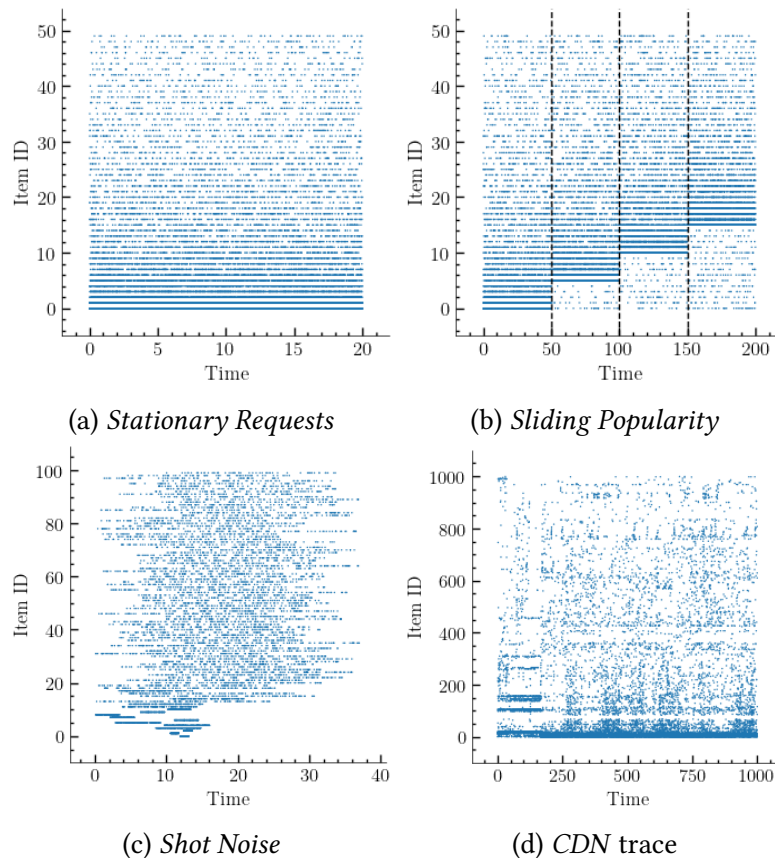 50
40
30
20
10
0
Item ID
0 5 10 15 20
Time
(a) Stationary Requests
50
40
30
20
10
0
Item ID
0 50 100 150 200
Time
(b) Sliding Popularity
100
80
60
40
20
0
Item ID
0 10 20 30 40
Time
(c) Shot Noise
1000
800
600
400
200
0
Item ID
0 250 500 750 1000
Time
(d) CDN trace